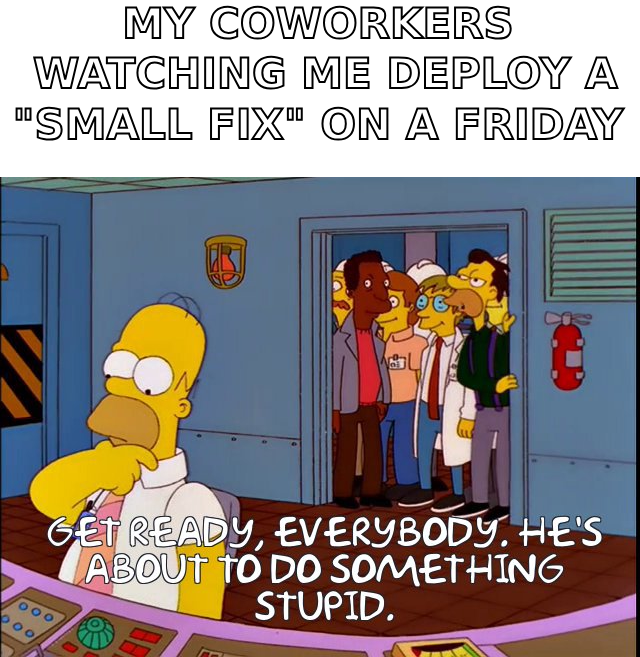 MY COWORKERS
WATCHING ME DEPLOY A
"SMALL FIX" ON A FRIDAY
GET READY, EVERYBODY. HE'S
ABOUT TO DO SOMETHING
STUPID.